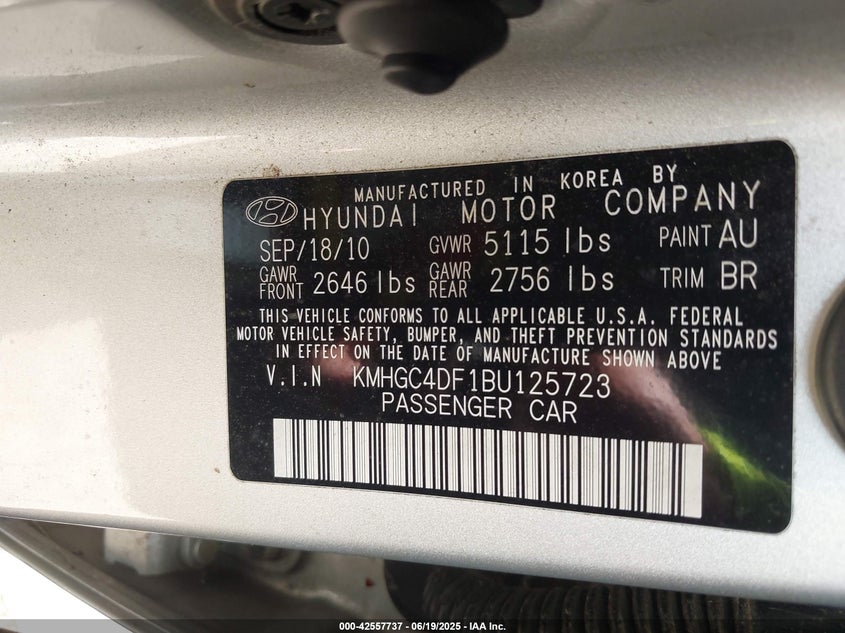 MANUFACTURED IN KOREA BY
HYUNDAI MOTOR COMPANY
SEP/18/10 GVWR 5115 lbs PAINT AU
GAWR FRONT 2646 lbs GAWR REAR 2756 lbs TRIM BR
THIS VEHICLE CONFORMS TO ALL APPLICABLE U.S.A. FEDERAL
MOTOR VEHICLE SAFETY, BUMPER, AND THEFT PREVENTION STANDARDS
IN EFFECT ON THE DATE OF MANUFACTURE SHOWN ABOVE
V.I.N KMHGC4DF1BU125723
PASSENGER CAR
000-42557737 - 06/19/2025 - IAA Inc.